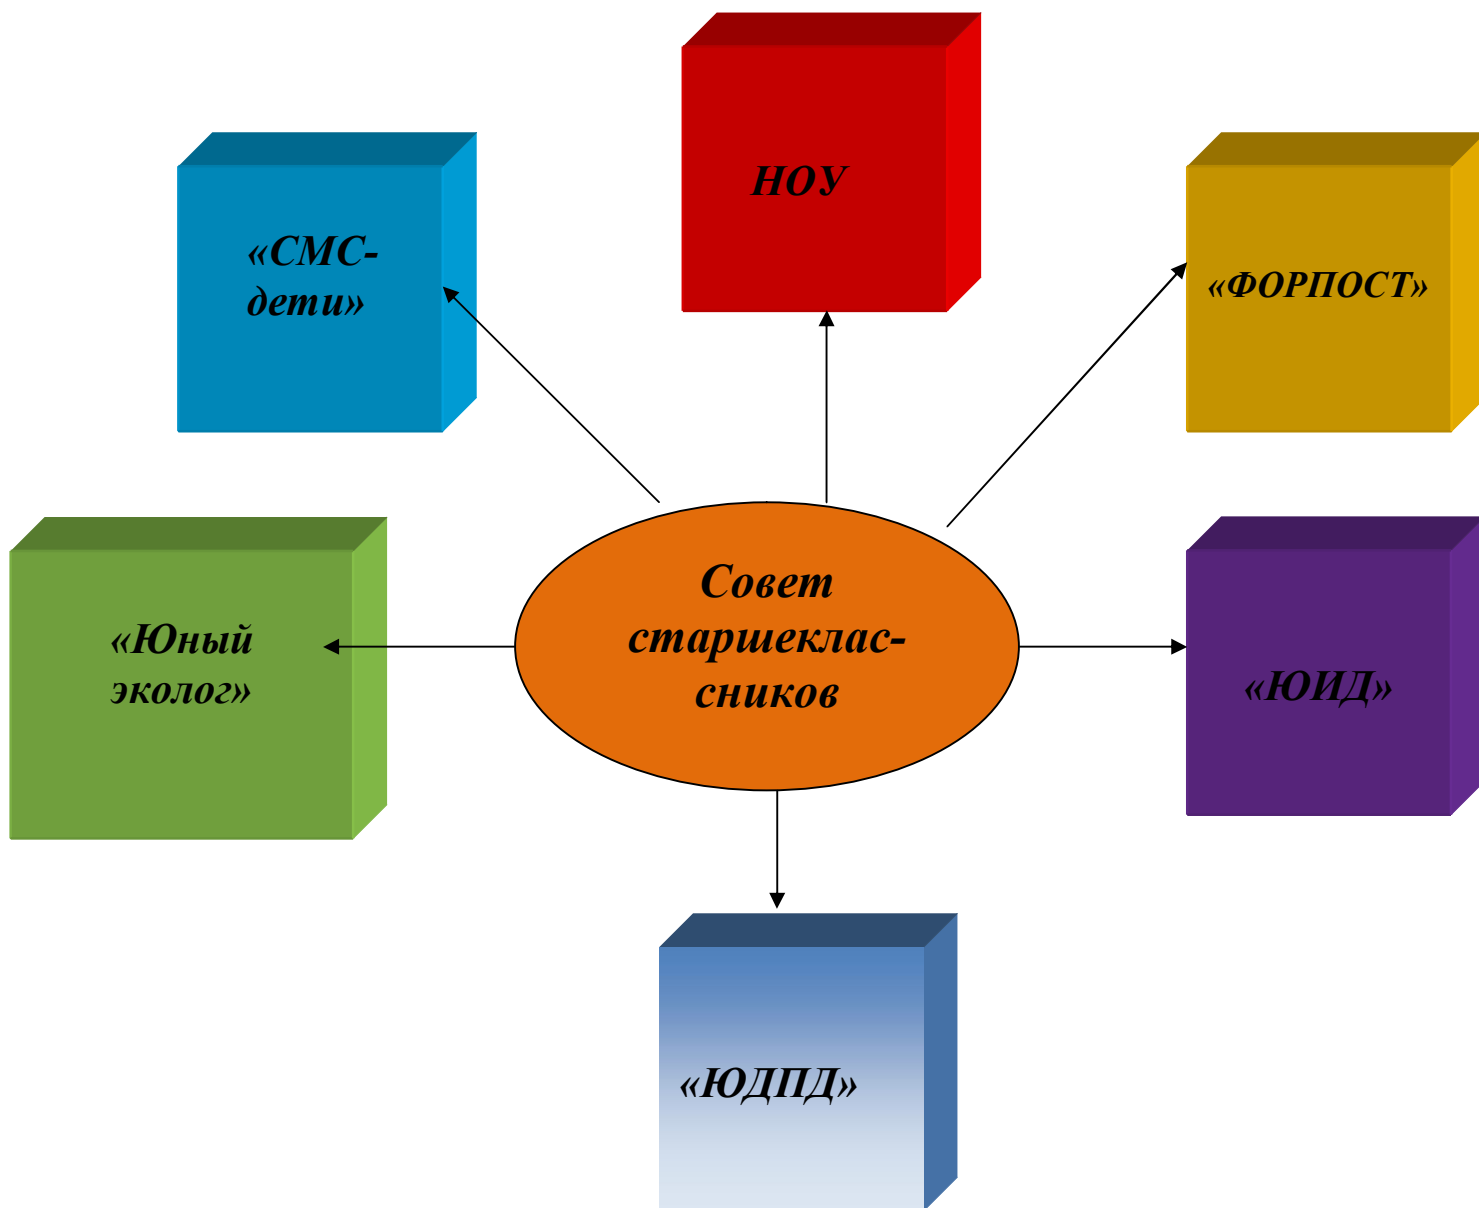 НОУ
«СМС-
дети»
«ФОРПОСТ»
Совет
старшеклас-
сников
«Юный
эколог»
«ЮИД»
«ЮДПД»